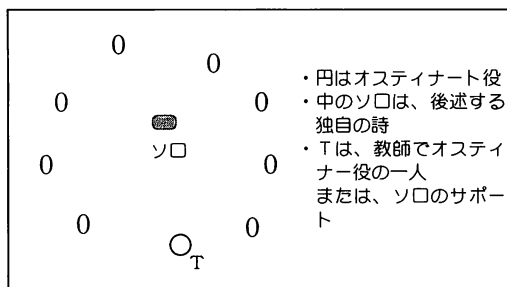 0
0
0
0
0
0
0
0
ソロ
T
・円はオスティナート役
・中のソロは、後述する
独自の詩
・Tは、教師でオスティ
ナー役の一人
または、ソロのサポー
ト